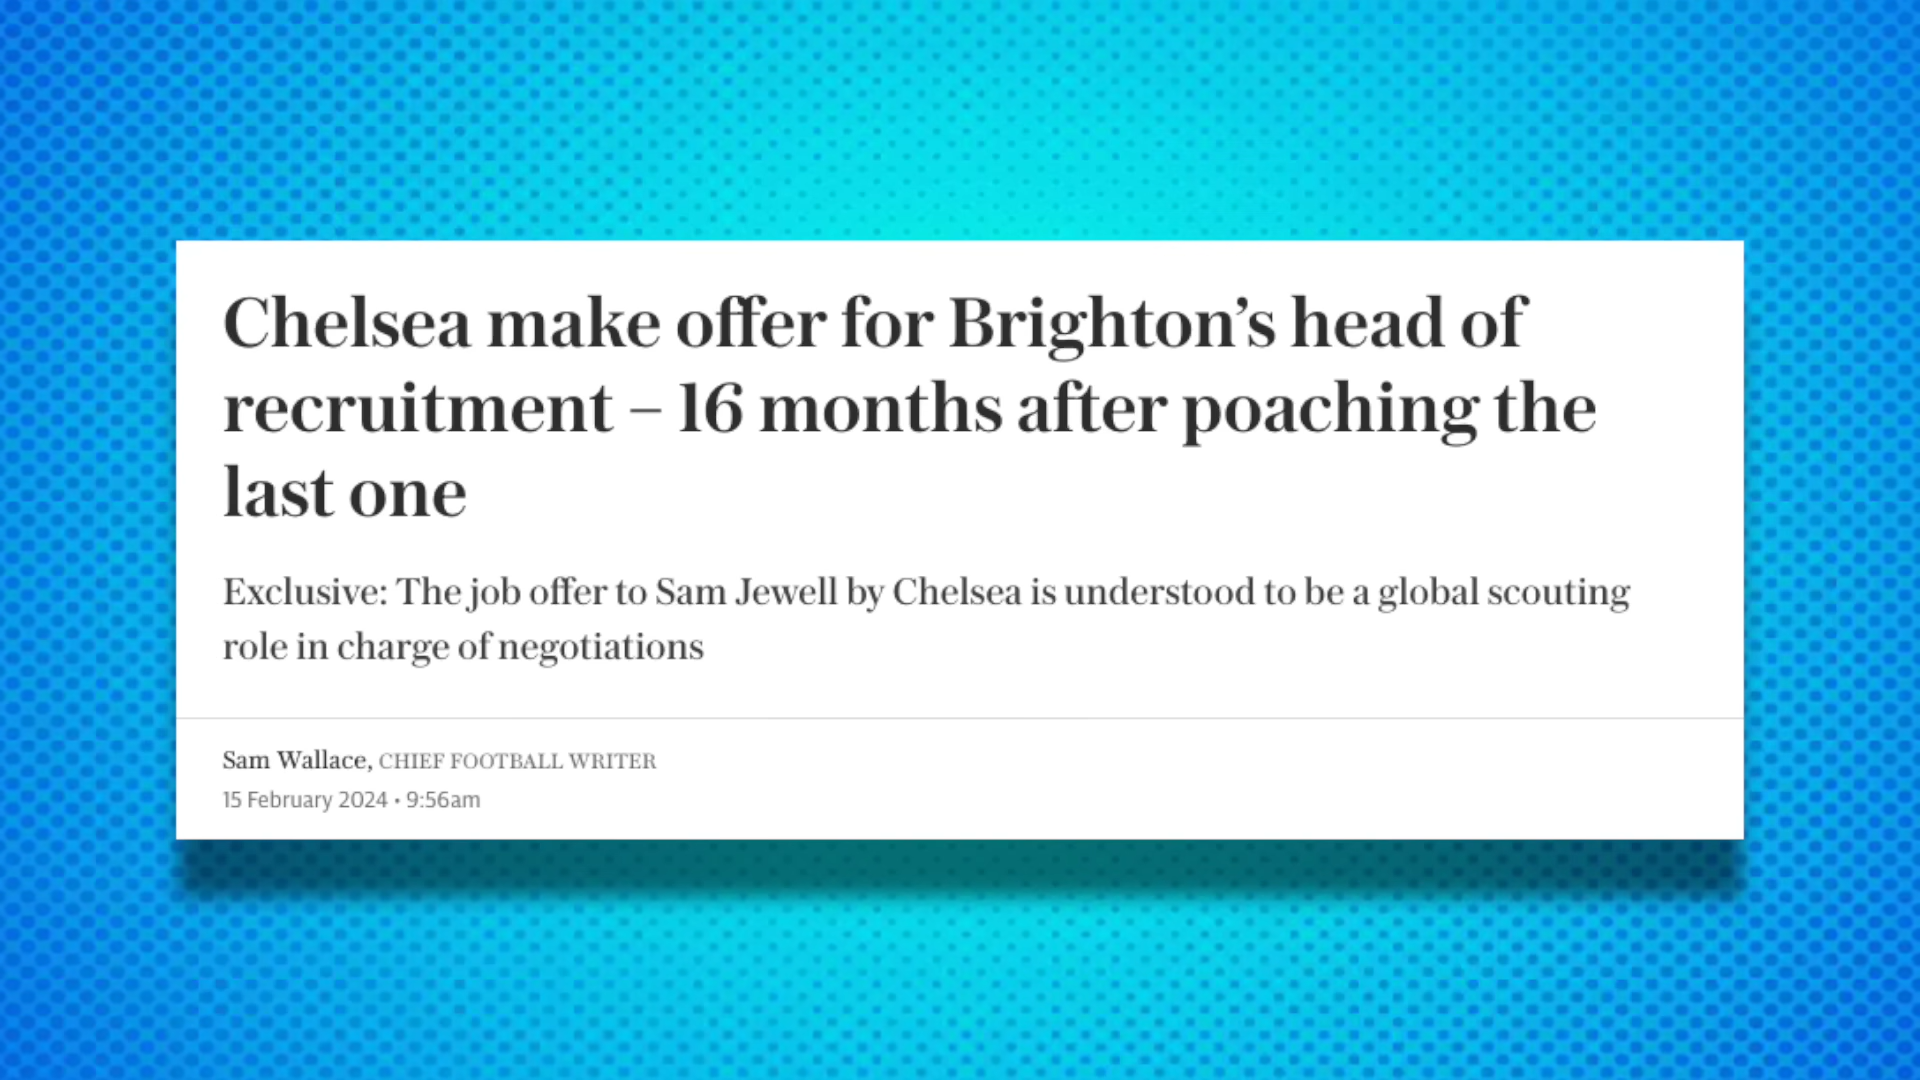 Chelsea make offer for Brighton’s head of
recruitment – 16 months after poaching the
last one
Exclusive: The job offer to Sam Jewell by Chelsea is understood to be a global scouting
role in charge of negotiations
Sam Wallace, CHIEF FOOTBALL WRITER
15 February 2024 • 9:56am